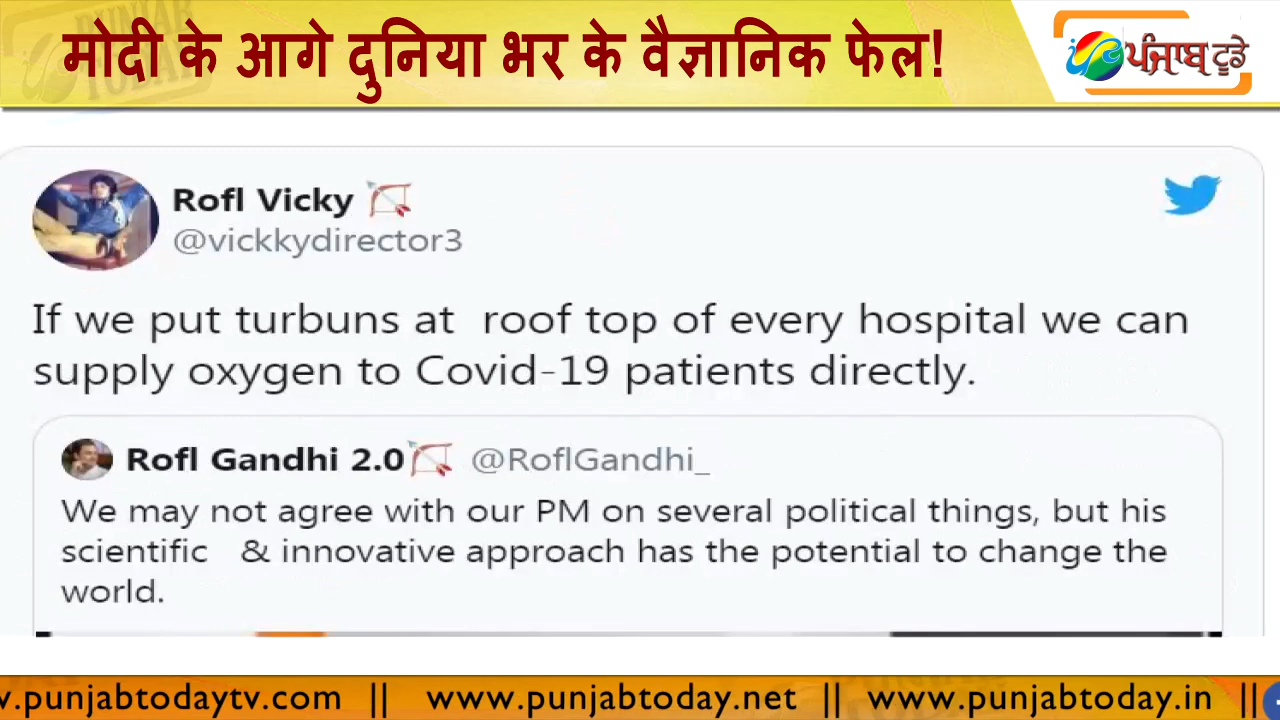 मोदी के आगे दुनिया भर के वैज्ञानिक फेल!
ਪੰਜਾਬ ਟੂਡੇ
Rofl Vicky
@vickkydirector3
If we put turbuns at roof top of every hospital we can
supply oxygen to Covid-19 patients directly.
Rofl Gandhi 2.0 @RoflGandhi_
We may not agree with our PM on several political things, but his
scientific & innovative approach has the potential to change the
world.
.punjabtodaytv.com || www.punjabtoday.net || www.punjabtoday.in ||